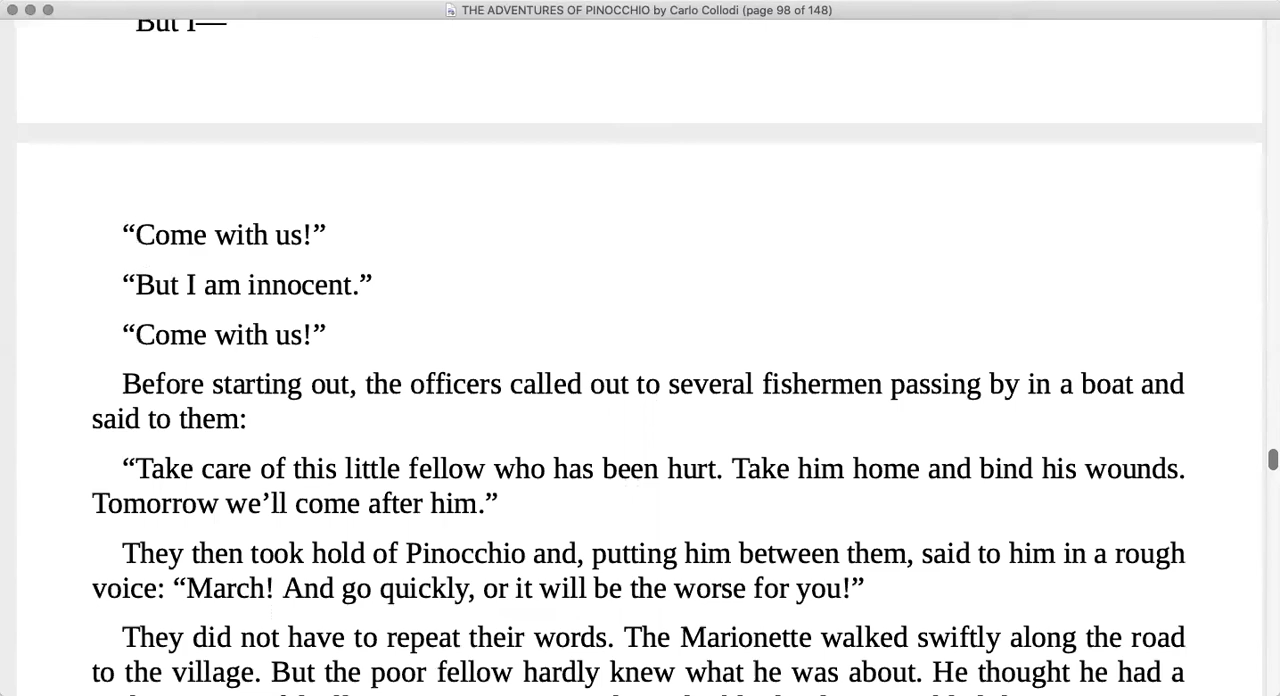 THE ADVENTURES OF PINOCCHIO by Carlo Collodi (page 98 of 148)
But I—
“Come with us!”
“But I am innocent.”
“Come with us!”
Before starting out, the officers called out to several fishermen passing by in a boat and
said to them:
“Take care of this little fellow who has been hurt. Take him home and bind his wounds.
Tomorrow we’ll come after him.”
They then took hold of Pinocchio and, putting him between them, said to him in a rough
voice: “March! And go quickly, or it will be the worse for you!”
They did not have to repeat their words. The Marionette walked swiftly along the road
to the village. But the poor fellow hardly knew what he was about. He thought he had a